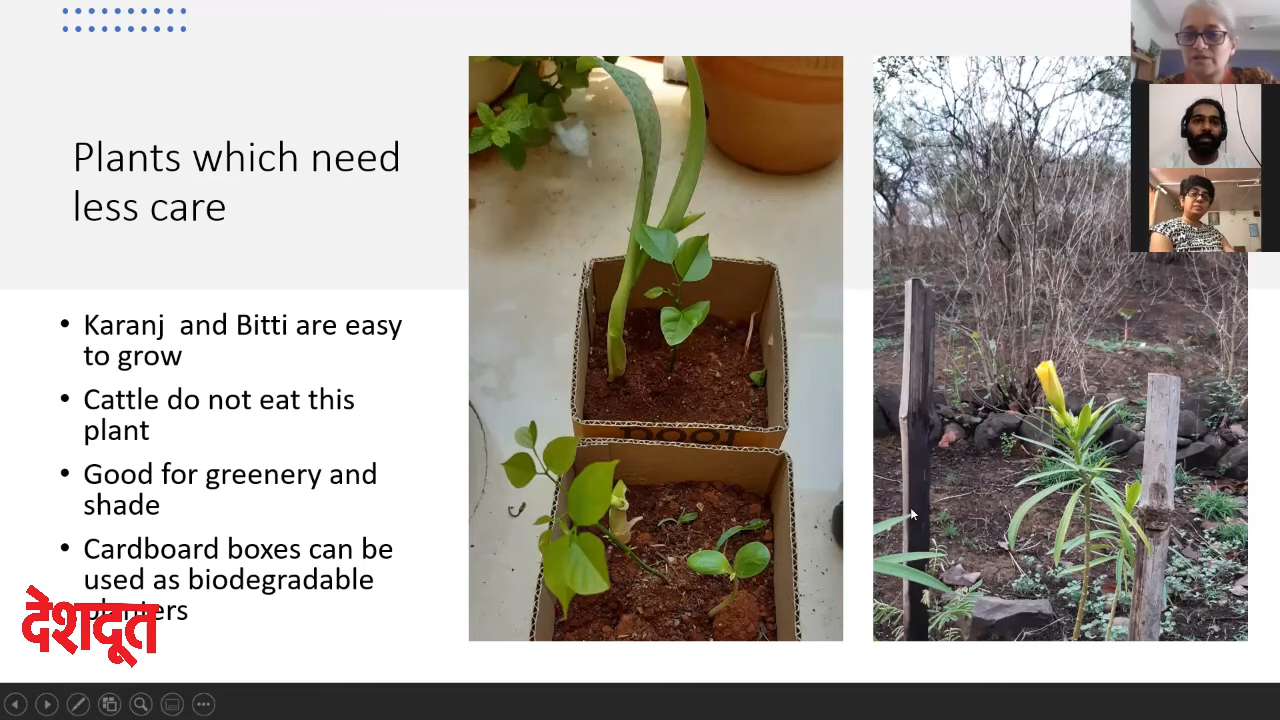 Plants which need
less care
• Karanj and Bitti are easy
to grow
• Cattle do not eat this
plant
• Good for greenery and
shade
• Cardboard boxes can be
used as biodegradable
planters
देशदूत